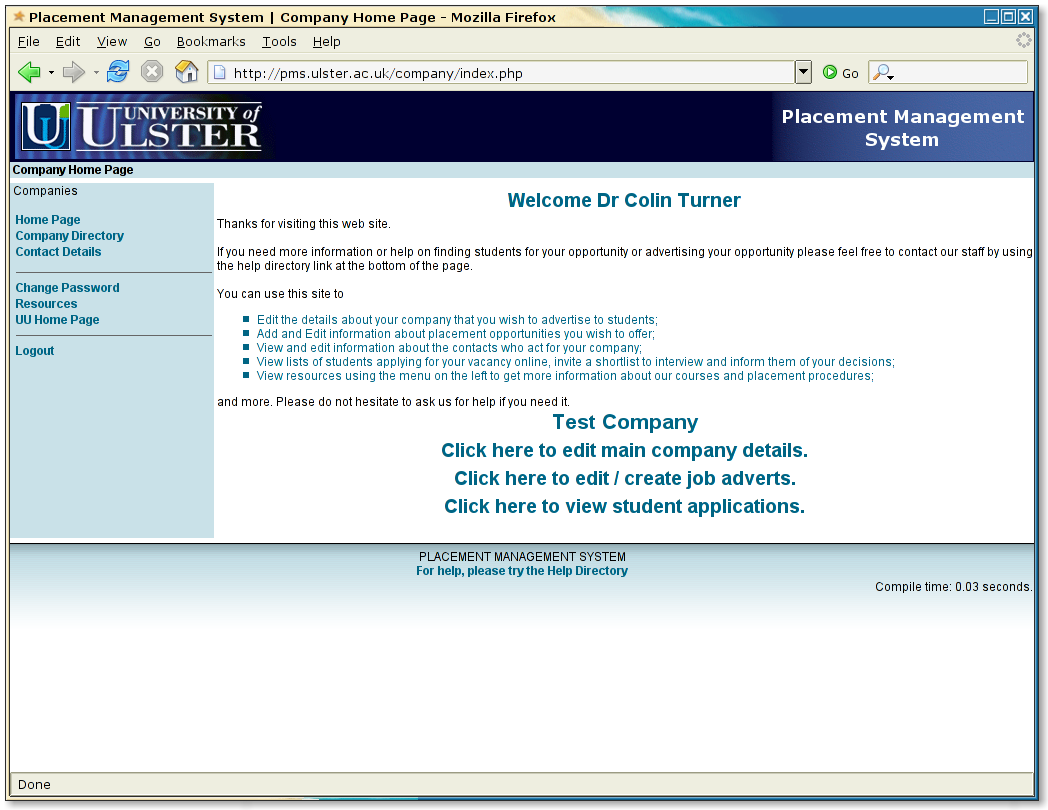 Placement Management System | Company Home Page - Mozilla Firefox
File Edit View Go Bookmarks Tools Help
http://pms.ulster.ac.uk/company/index.php
Go
UNIVERSITY of
ULSTER
Placement Management
System
Company Home Page
Companies
Home Page
Company Directory
Contact Details
Change Password
Resources
UU Home Page
Logout
Welcome Dr Colin Turner
Thanks for visiting this web site.
If you need more information or help on finding students for your opportunity or advertising your opportunity please feel free to contact our staff by using
the help directory link at the bottom of the page.
You can use this site to
Edit the details about your company that you wish to advertise to students;
Add and Edit information about placement opportunities you wish to offer;
View and edit information about the contacts who act for your company;
View lists of students applying for your vacancy online, invite a shortlist to interview and inform them of your decisions;
View resources using the menu on the left to get more information about our courses and placement procedures;
and more. Please do not hesitate to ask us for help if you need it.
Test Company
Click here to edit main company details.
Click here to edit / create job adverts.
Click here to view student applications.
PLACEMENT MANAGEMENT SYSTEM
For help, please try the Help Directory
Compile time: 0.03 seconds.
Done